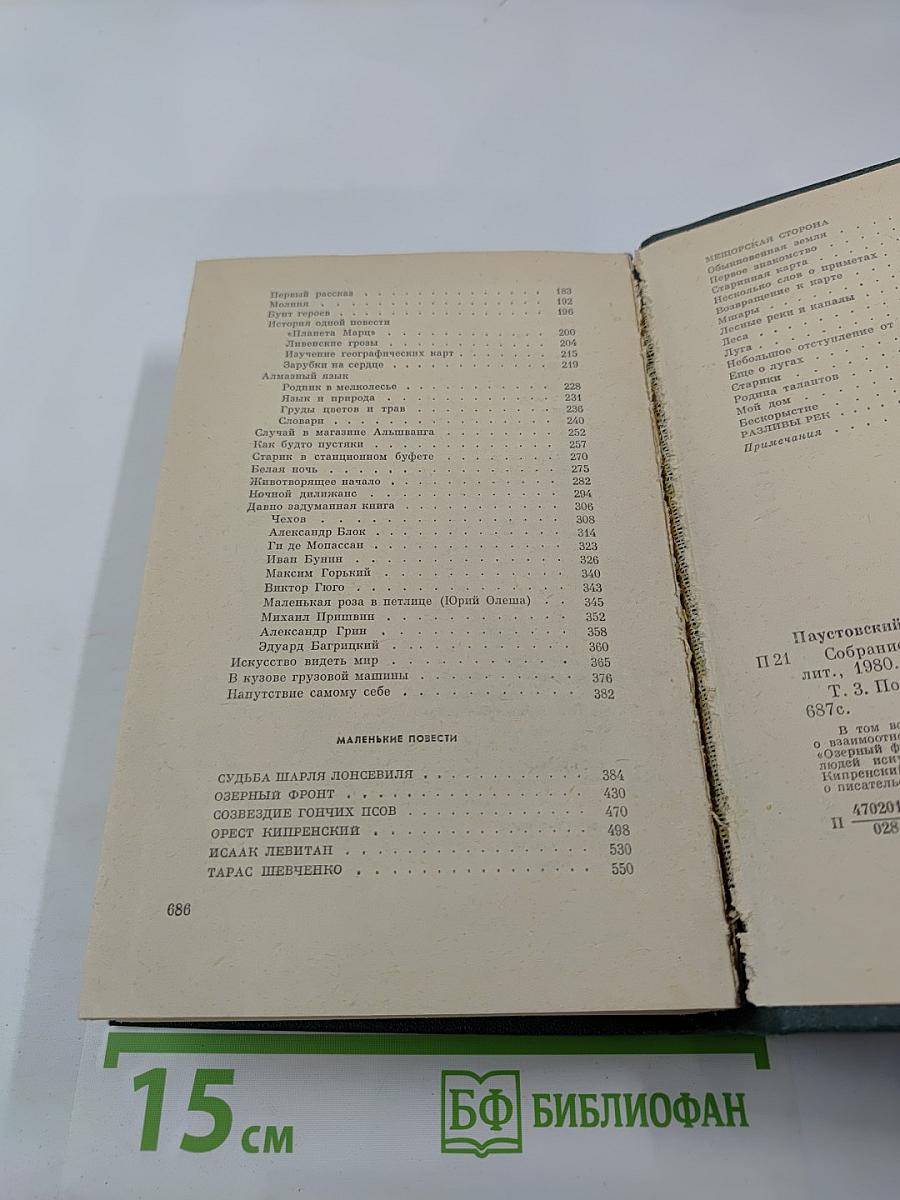 Первый рассказ . . . . . . . . . . . . . . . 183
Молния . . . . . . . . . . . . . . . . . . 192
Бунт героев . . . . . . . . . . . . . . . . 196
История одной повести
«Планета Марц» . . . . . . . . . . . . . 200
Ливенские грозы . . . . . . . . . . . . . 204
Изучение географических карт . . . . . . . 215
Зарубки на сердце . . . . . . . . . . . . 219
Алмазный язык
Родник в мелколесье . . . . . . . . . . . 228
Язык и природа . . . . . . . . . . . . . 231
Груды цветов и трав . . . . . . . . . . . 236
Словари . . . . . . . . . . . . . . . . 240
Случай в магазине Альшванга . . . . . . . . 252
Как будто пустяки . . . . . . . . . . . . . 257
Старик в станционном буфете . . . . . . . . 270
Белая ночь . . . . . . . . . . . . . . . . 275
Животворящее начало . . . . . . . . . . . . 282
Ночной дилижанс . . . . . . . . . . . . . . 294
Давно задуманная книга . . . . . . . . . . . 306
Чехов . . . . . . . . . . . . . . . . . 308
Александр Блок . . . . . . . . . . . . . 314
Ги де Мопассан . . . . . . . . . . . . . 323
Иван Бунин . . . . . . . . . . . . . . . 326
Максим Горький . . . . . . . . . . . . . 340
Виктор Гюго . . . . . . . . . . . . . . 343
Маленькая роза в петлице (Юрий Олеша) . . 345
Михаил Пришвин . . . . . . . . . . . . . 352
Александр Грин . . . . . . . . . . . . . 358
Эдуард Багрицкий . . . . . . . . . . . . 360
Искусство видеть мир . . . . . . . . . . . . 365
В кузове грузовой машины . . . . . . . . . . 376
Напутствие самому себе . . . . . . . . . . . 382
МАЛЕНЬКИЕ ПОВЕСТИ
СУДЬБА ШАРЛЯ ЛОНСЕВИЛЯ . . . . . . . . . . 384
ОЗЕРНЫЙ ФРОНТ . . . . . . . . . . . . . . 430
СОЗВЕЗДИЕ ГОНЧИХ ПСОВ . . . . . . . . . . . 470
ОРЕСТ КИПРЕНСКИЙ . . . . . . . . . . . . . 498
ИСААК ЛЕВИТАН . . . . . . . . . . . . . . 530
ТАРАС ШЕВЧЕНКО . . . . . . . . . . . . . . 550
686
МЕЩОРСКАЯ СТОРОНА
Обыкновенная земля . . .
Первое знакомство . . .
Старинная карта . . .
Несколько слов о приметах . .
Возвращение к карте . . .
Мшары . . . .
Лесные реки и каналы . . .
Леса . . . .
Луга . . . .
Небольшое отступление от
Еще о лугах . . .
Старики . . . .
Родина талантов . . .
Мой дом . . . .
Бескорыстие . . . .
РАЗЛИВЫ РЕК . . . .
Примечания . . . .
Паустовский
П 21
Собрание
лит., 1980.
Т. 3. По
687с.
В том во
о взаимоотно
«Озерный ф
людей иску
Кипренский
о писатель
П 470201
028
15 см
БФ БИБЛИОФАН